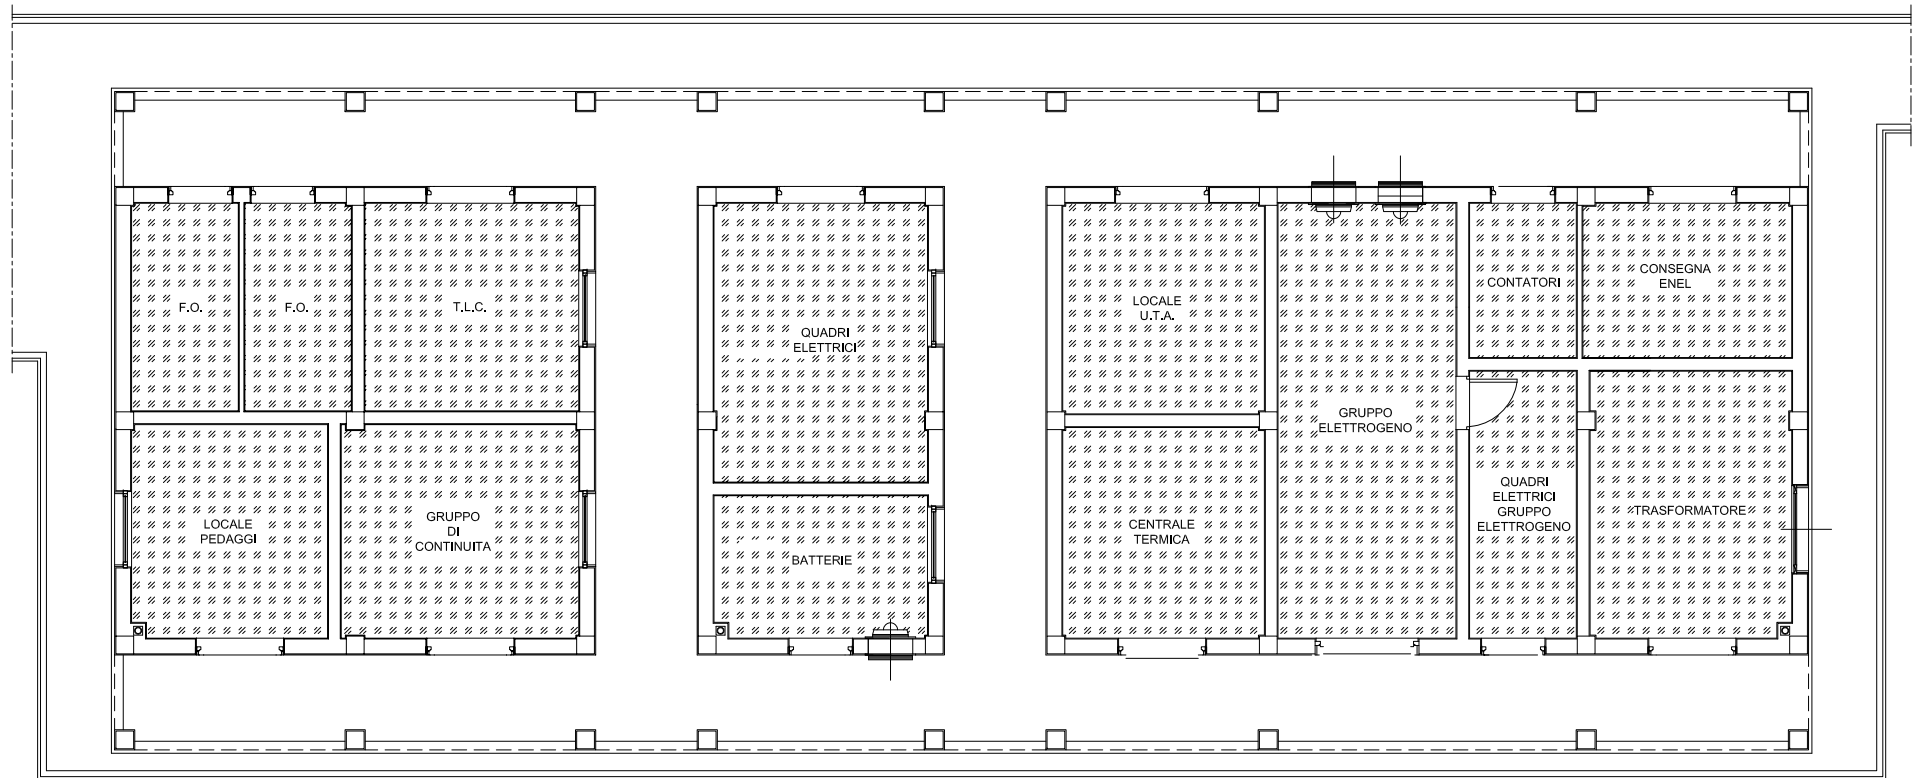 F.O.
F.O.
T.L.C.
LOCALE
PEDAGGI
GRUPPO
DI
CONTINUITA
QUADRI
ELETTRICI
BATTERIE
LOCALE
U.T.A.
CENTRALE
TERMICA
GRUPPO
ELETTROGENO
CONTATORI
CONSEGNA
ENEL
QUADRI
ELETTRICI
GRUPPO
ELETTROGENO
TRASFORMATORE